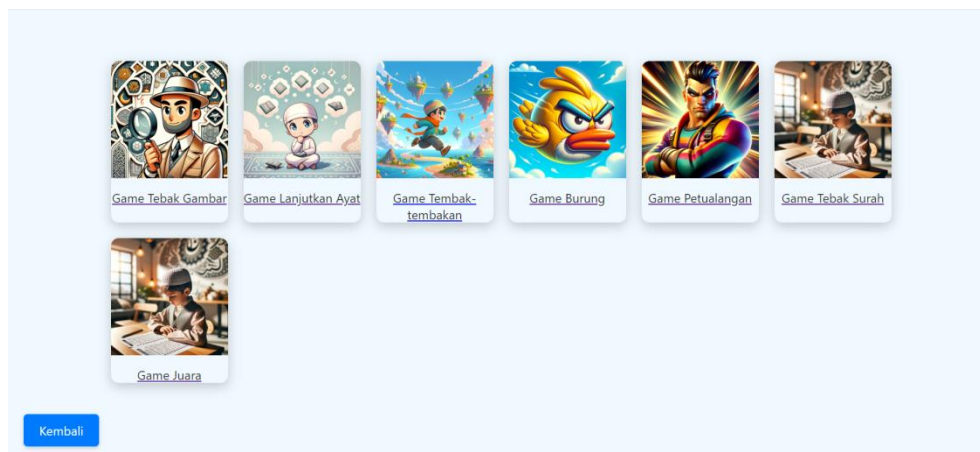 Game Tebak Gambar
Game Lanjutkan Ayat
Game Tembak-
tembakan
Game Burung
Game Petualangan
Game Tebak Surah
Game Juara
Kembali